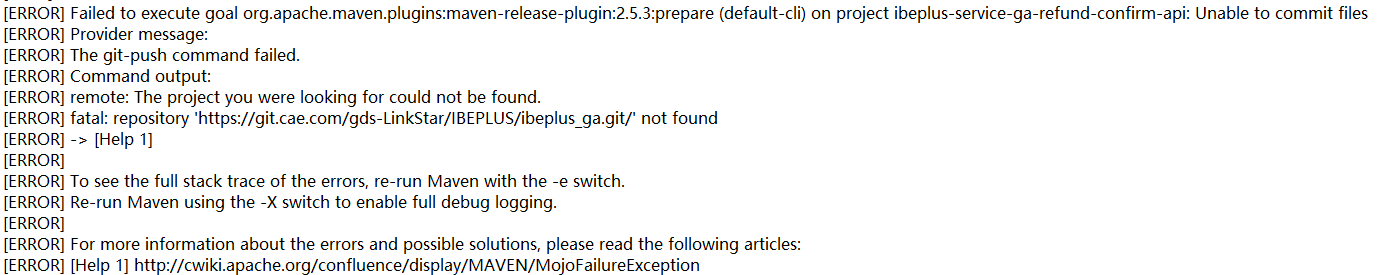 [ERROR] Failed to execute goal org.apache.maven.plugins:maven-release-plugin:2.5.3:prepare (default-cli) on project ibeplus-service-ga-refund-confirm-api: Unable to commit files
[ERROR] Provider message:
[ERROR] The git-push command failed.
[ERROR] Command output:
[ERROR] remote: The project you were looking for could not be found.
[ERROR] fatal: repository 'https://git.cae.com/gds-LinkStar/IBEPLUS/ibeplus_ga.git/' not found
[ERROR] -> [Help 1]
[ERROR]
[ERROR] To see the full stack trace of the errors, re-run Maven with the -e switch.
[ERROR] Re-run Maven using the -X switch to enable full debug logging.
[ERROR]
[ERROR] For more information about the errors and possible solutions, please read the following articles:
[ERROR] [Help 1] http://cwiki.apache.org/confluence/display/MAVEN/MojoFailureException